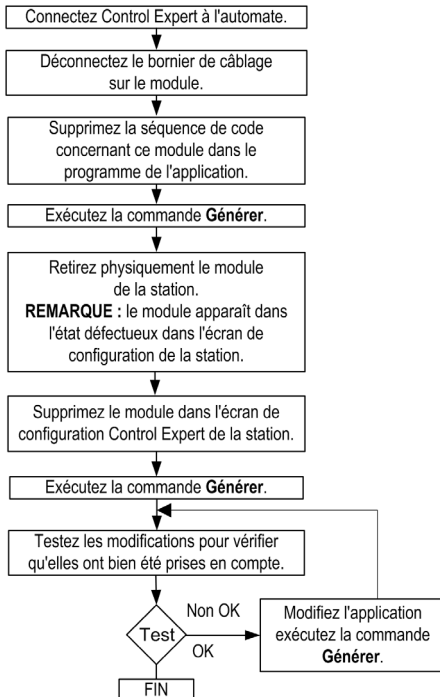 Connectez Control Expert à l'automate.
Déconnectez le bornier de câblage
sur le module.
Supprimez la séquence de code
concernant ce module dans le
programme de l'application.
Exécutez la commande Générer.
Retirez physiquement le module
de la station.
REMARQUE : le module apparaît dans
l'état défectueux dans l'écran de
configuration de la station.
Supprimez le module dans l'écran de
configuration Control Expert de la station.
Exécutez la commande Générer.
Testez les modifications pour vérifier
qu'elles ont bien été prises en compte.
Test
Non OK
OK
Modifiez l'application
exécutez la commande
Générer.
FIN